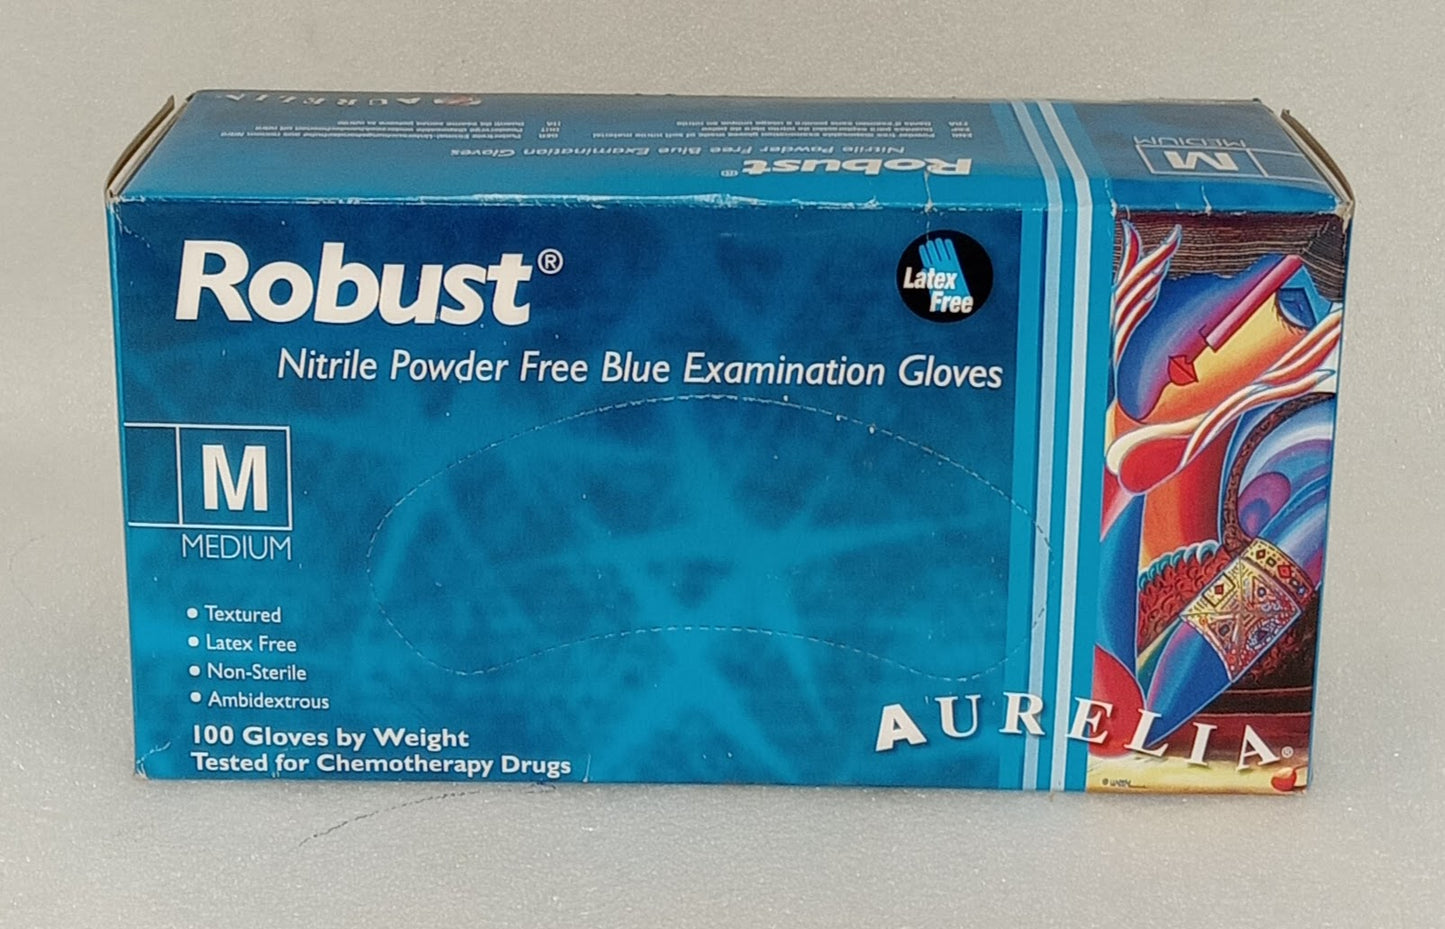 AURELIA
Robust®
Nitrile Powder Free Blue Examination Gloves
M
MEDIUM
Robust®
Latex
Free
Nitrile Powder Free Blue Examination Gloves
M
MEDIUM
• Textured
• Latex Free
• Non-Sterile
• Ambidextrous
100 Gloves by Weight
Tested for Chemotherapy Drugs
AURELIA®